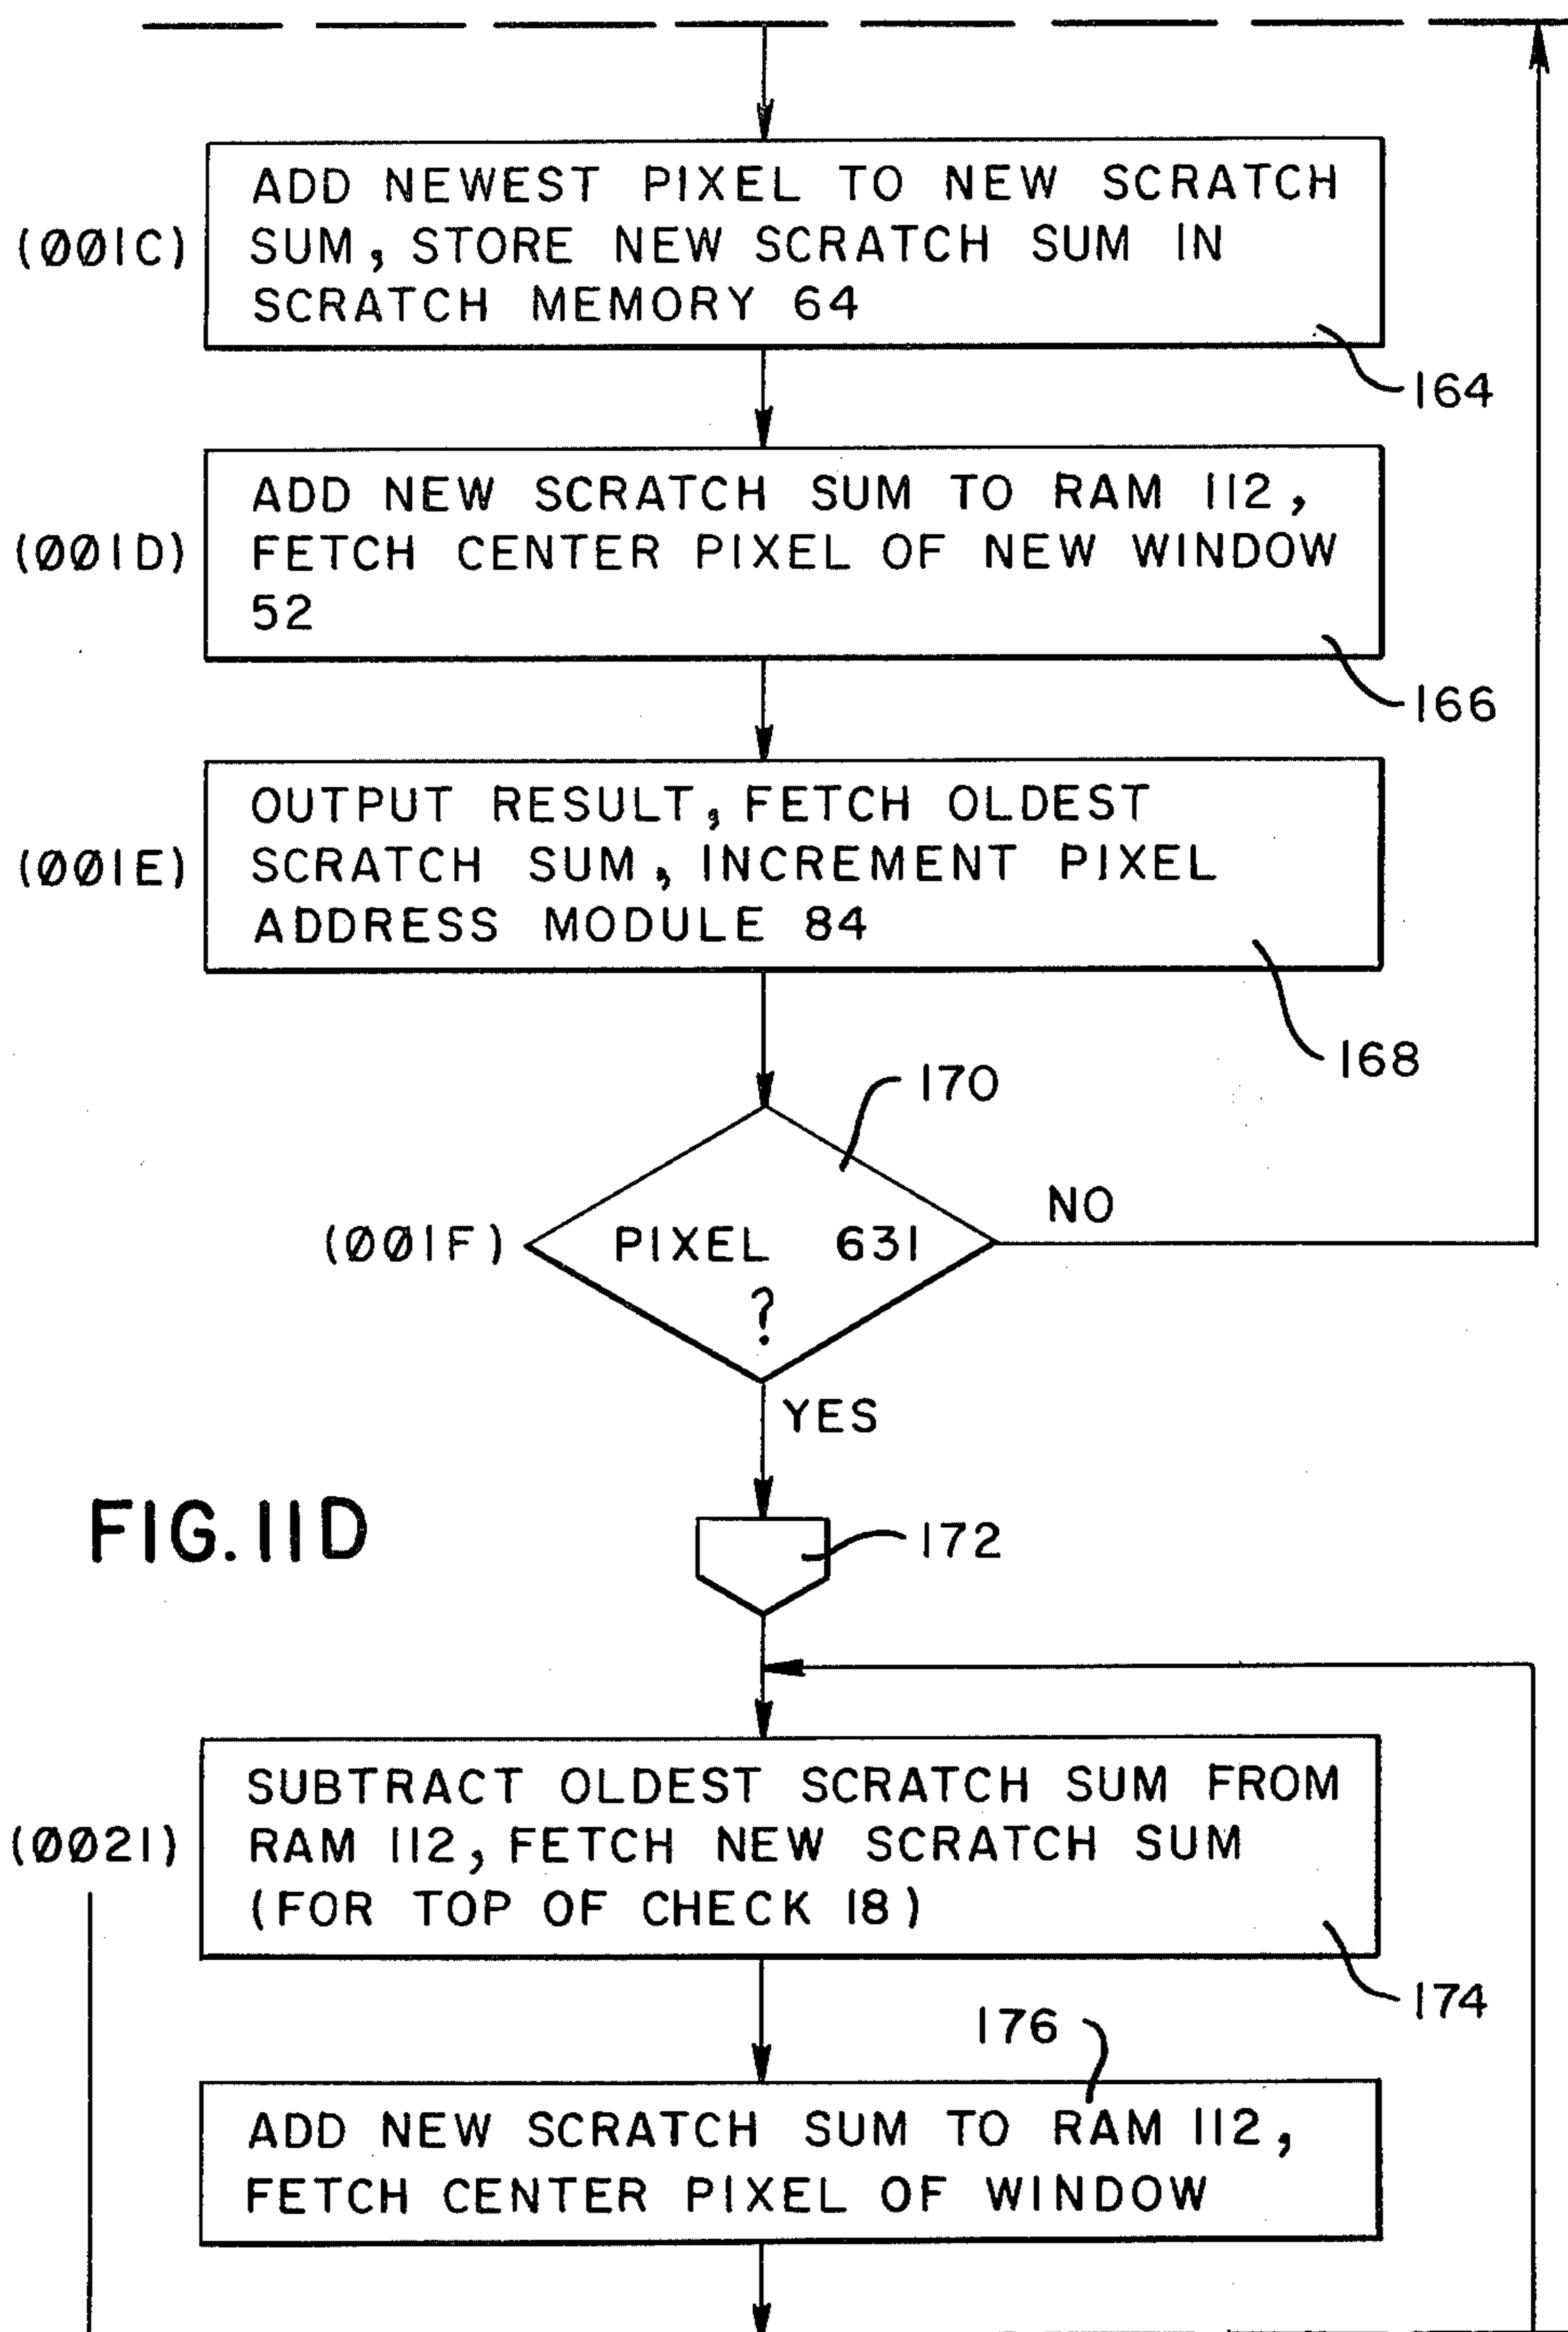 ADD NEWEST PIXEL TO NEW SCRATCH
(ØØ1C) SUM, STORE NEW SCRATCH SUM IN
SCRATCH MEMORY 64
164
ADD NEW SCRATCH SUM TO RAM 112,
(ØØ1D) FETCH CENTER PIXEL OF NEW WINDOW
52
166
OUTPUT RESULT, FETCH OLDEST
(ØØ1E) SCRATCH SUM, INCREMENT PIXEL
ADDRESS MODULE 84
168
170
NO
(ØØ1F) PIXEL 631
?
YES
FIG. 11D
172
SUBTRACT OLDEST SCRATCH SUM FROM
(ØØ21) RAM 112, FETCH NEW SCRATCH SUM
(FOR TOP OF CHECK 18)
174
176
ADD NEW SCRATCH SUM TO RAM 112,
FETCH CENTER PIXEL OF WINDOW